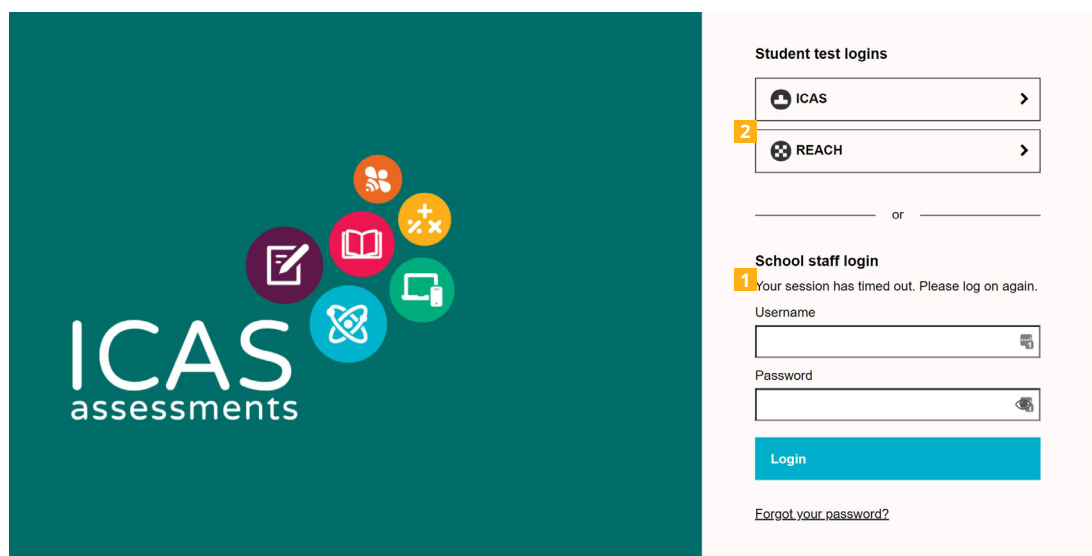 ICAS
assessments
Student test logins
ICAS
2
REACH
or
School staff login
1
Your session has timed out. Please log on again.
Username
Password
Login
Forgot your password?